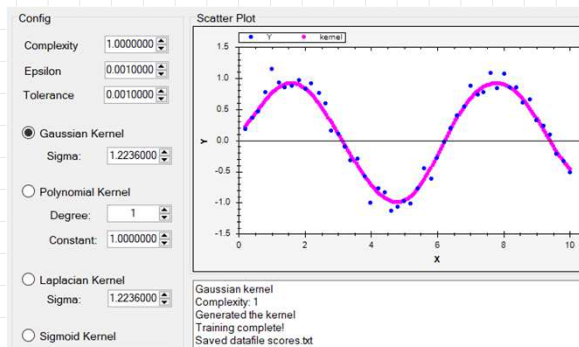 Config
Complexity 1.0000000
Epsilon 0.0010000
Tolerance 0.0010000
Gaussian Kernel
Sigma: 1.2236000
Polynomial Kernel
Degree: 1
Constant: 1.0000000
Laplacian Kernel
Sigma: 1.2236000
Sigmoid Kernel
Scatter Plot
Y kernel
1.5
1.0
0.5
0.0
-0.5
-1.0
-1.5
Y
0 2 4 6 8 10
X
Gaussian kernel
Complexity: 1
Generated the kernel
Training complete!
Saved datafile scores.txt